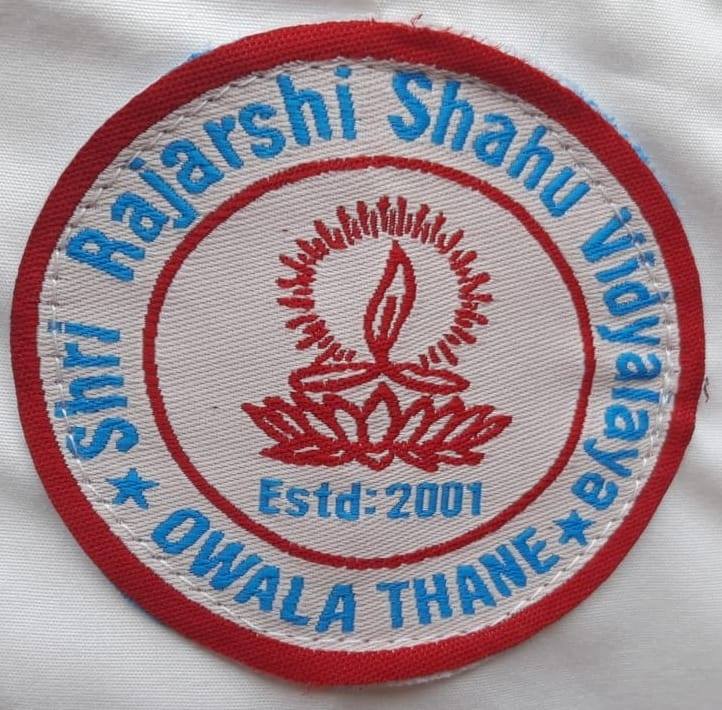 Shri Rajarshi Shahu Vidyalaya
Estd: 2001
★ OWALA THANE ★